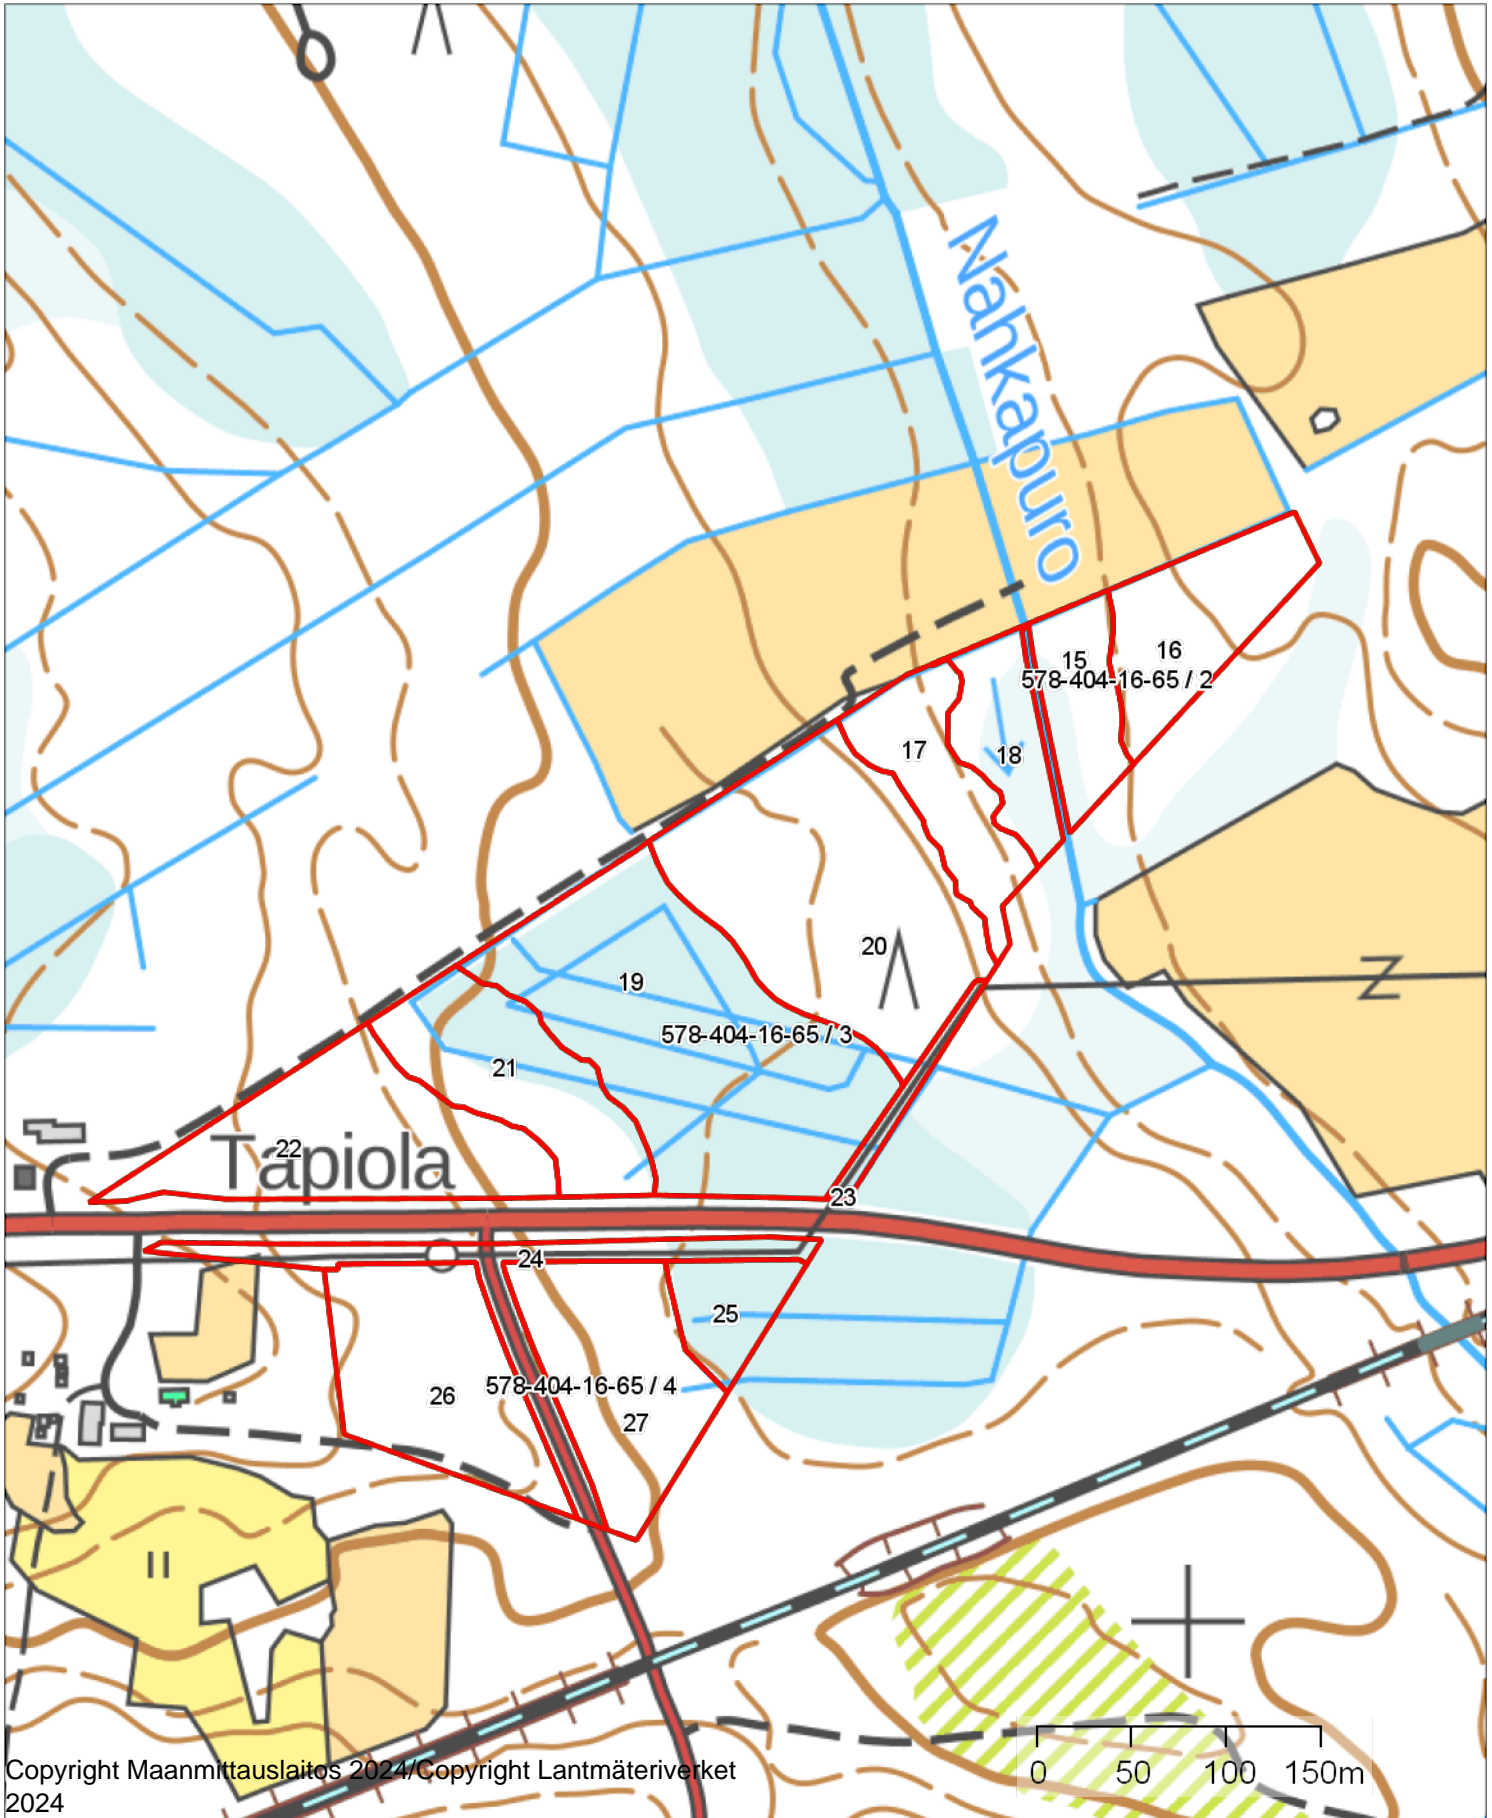 Nahkapuro
15
16
578-404-16-65 / 2
17
18
20
19
578-404-16-65 / 3
21
22
Tapiola
23
24
25
578-404-16-65 / 4
26
27
0 50 100 150m
Copyright Maanmittauslaitos 2024/Copyright Lantmäteriverket
2024